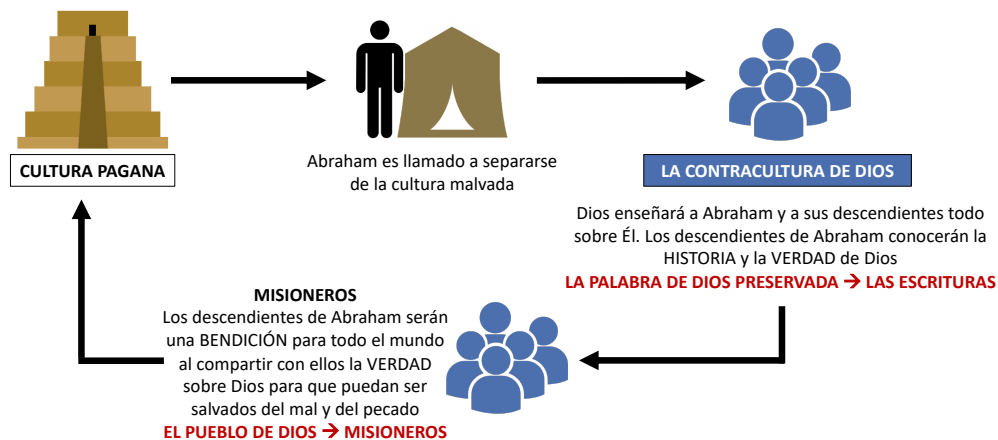 CULTURA PAGANA
Abraham es llamado a separarse
de la cultura malvada
LA CONTRACULTURA DE DIOS
Dios enseñará a Abraham y a sus descendientes todo
sobre Él. Los descendientes de Abraham conocerán la
HISTORIA y la VERDAD de Dios
LA PALABRA DE DIOS PRESERVADA → LAS ESCRITURAS
MISIONEROS
Los descendientes de Abraham serán
una BENDICIÓN para todo el mundo
al compartir con ellos la VERDAD
sobre Dios para que puedan ser
salvados del mal y del pecado
EL PUEBLO DE DIOS → MISIONEROS